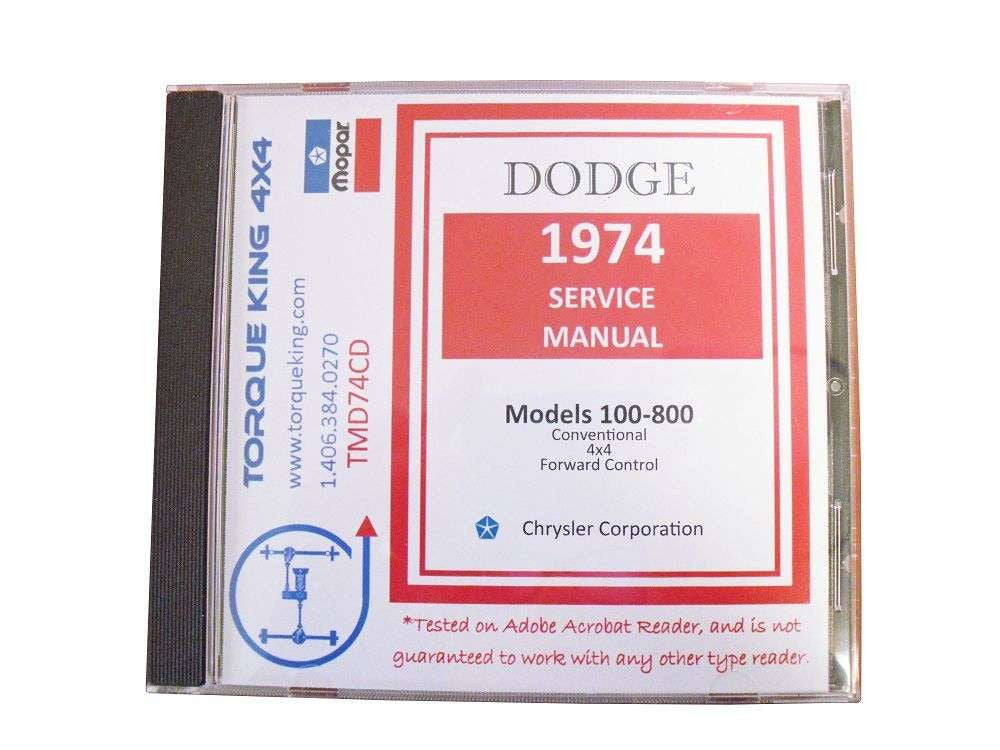 TORQUE KING 4X4
www.torqueking.com
1.406.384.0270
TMD74CD
Mopar
DODGE
1974
SERVICE
MANUAL
Models 100-800
Conventional
4x4
Forward Control
Chrysler Corporation
*Tested on Adobe Acrobat Reader, and is not
guaranteed to work with any other type reader.